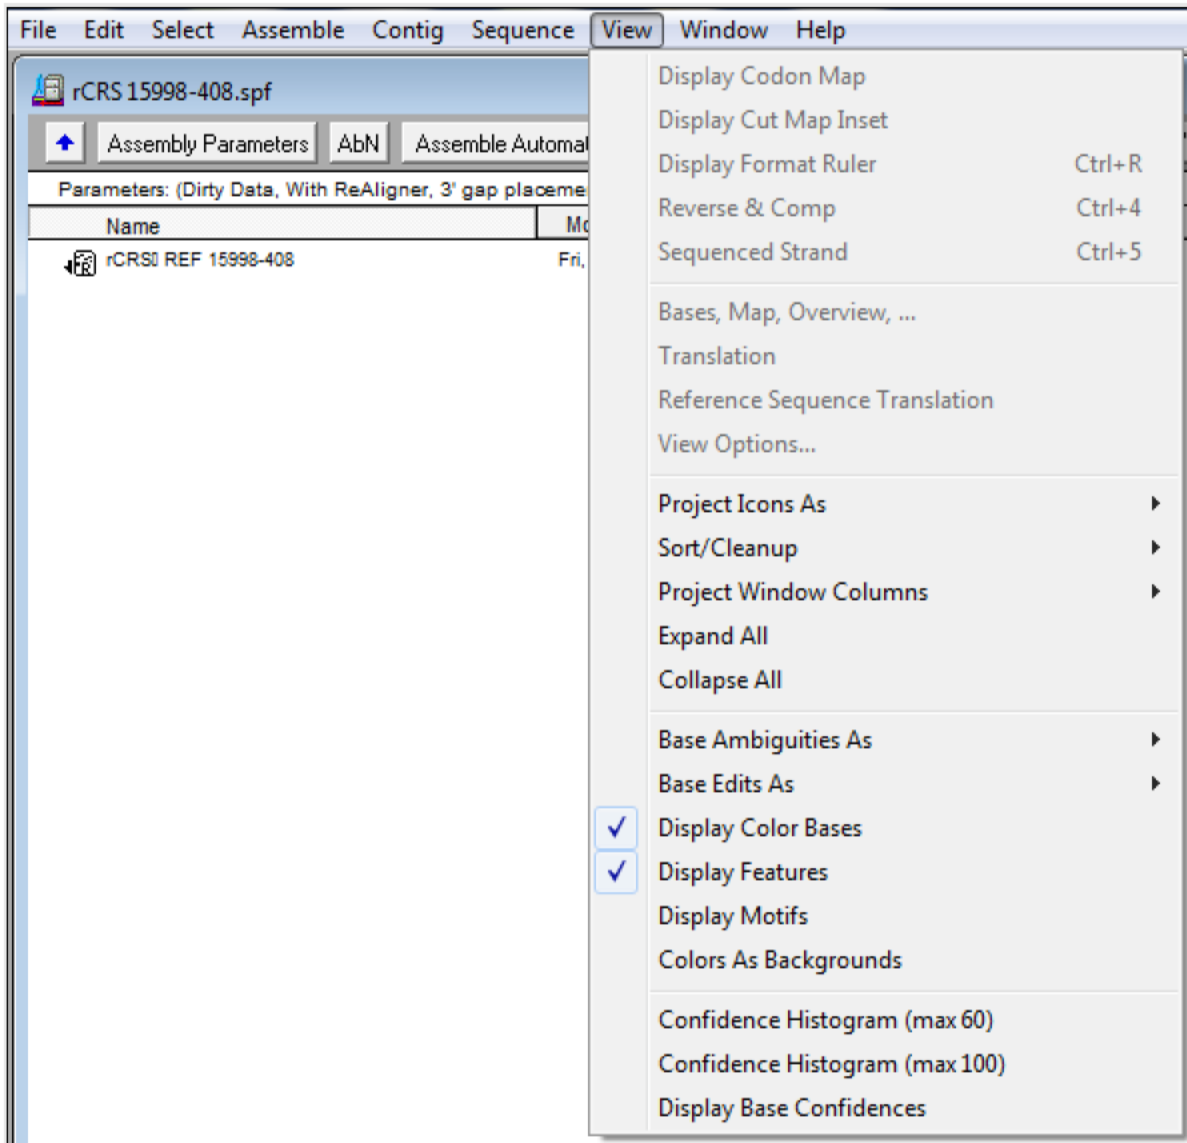 File Edit Select Assemble Contig Sequence View Window Help
rCRS 15998-408.spf
Assembly Parameters AbN Assemble Automat
Parameters: (Dirty Data, With ReAligner, 3' gap placeme
Name Mo
FR rCRS REF 15998-408 Fri,
Display Codon Map
Display Cut Map Inset
Display Format Ruler Ctrl+R
Reverse & Comp Ctrl+4
Sequenced Strand Ctrl+5
Bases, Map, Overview, ...
Translation
Reference Sequence Translation
View Options...
Project Icons As
Sort/Cleanup
Project Window Columns
Expand All
Collapse All
Base Ambiguities As
Base Edits As
Display Color Bases
Display Features
Display Motifs
Colors As Backgrounds
Confidence Histogram (max 60)
Confidence Histogram (max 100)
Display Base Confidences